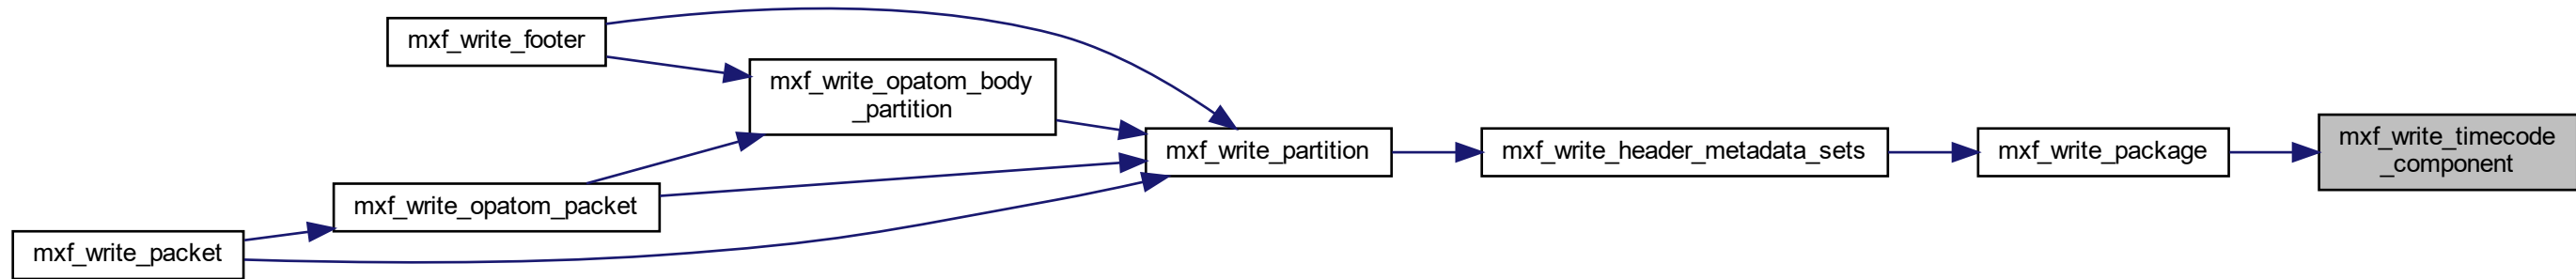 mxf_write_footer
mxf_write_opatom_body
_partition
mxf_write_partition
mxf_write_header_metadata_sets
mxf_write_package
mxf_write_timecode
_component
mxf_write_opatom_packet
mxf_write_packet